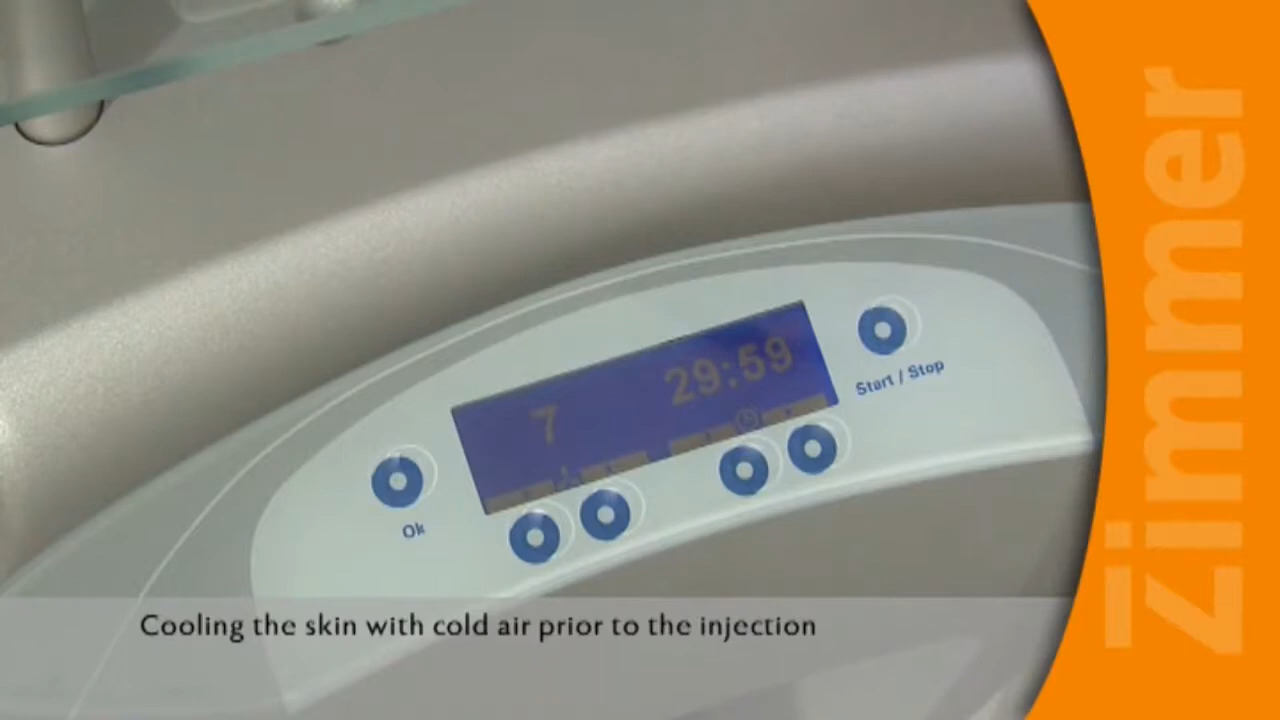 7
29:59
Start / Stop
Ok
Cooling the skin with cold air prior to the injection
zimmer